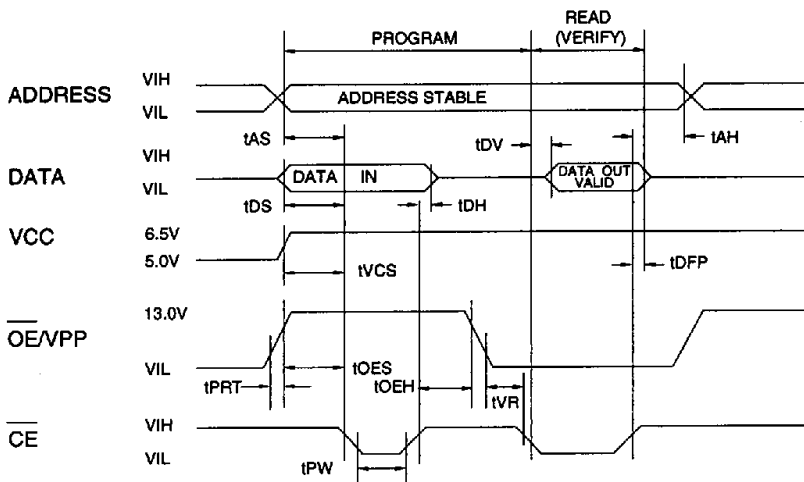 READ
PROGRAM (VERIFY)
ADDRESS VIH
VIL ADDRESS STABLE
tAS tDV tAH
DATA VIH
VIL DATA IN DATA OUT
VALID
tDS tDH
VCC 6.5V
5.0V
tVCS tDFP
OE/VPP 13.0V
VIL
tPRT tOES tOEH tVR
CE VIH
VIL
tPW